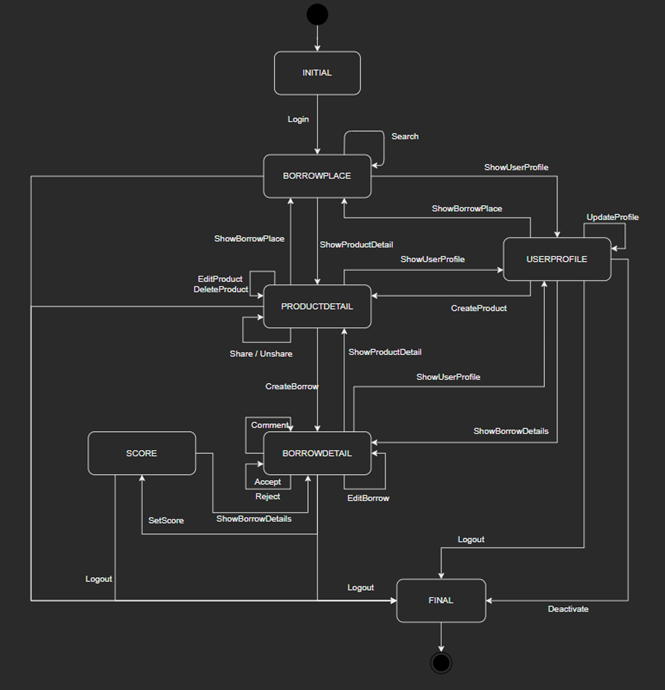 INITIAL
Login
Search
BORROWPLACE
ShowUserProfile
ShowBorrowPlace
UpdateProfile
ShowBorrowPlace
ShowProductDetail
ShowUserProfile
USERPROFILE
EditProduct
DeleteProduct
PRODUCTDETAIL
CreateProduct
Share / Unshare
ShowProductDetail
CreateBorrow
ShowUserProfile
Comment
ShowBorrowDetails
SCORE
BORROWDETAIL
Accept
Reject
EditBorrow
SetScore
ShowBorrowDetails
Logout
Logout
Logout
FINAL
Deactivate